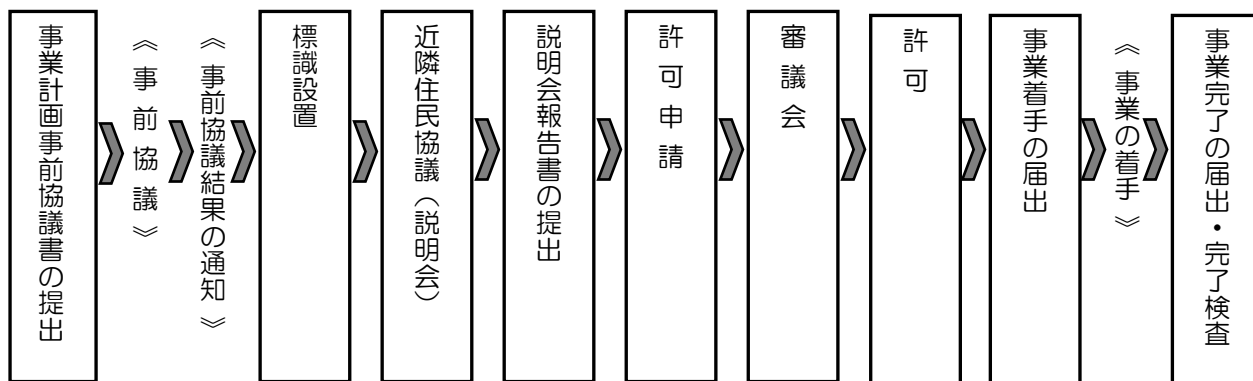 事業計画事前協議書の提出
《 事 前 協 議 》
《 事前協議結果の通知 》
標識設置
近隣住民協議（説明会）
説明会報告書の提出
許可申請
審議会
許可
事業着手の届出
《 事業の着手 》
事業完了の届出・完了検査